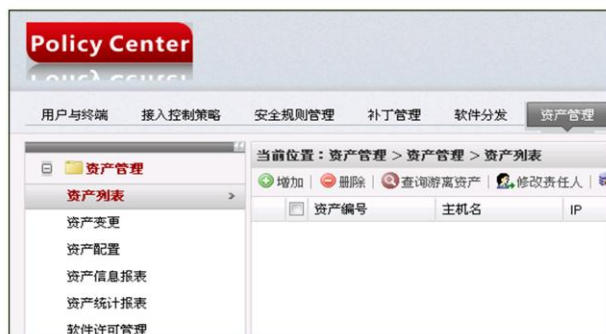 Policy Center
用户与终端 接入控制策略 安全规则管理 补丁管理 软件分发 资产管理
当前位置：资产管理 > 资产管理 > 资产列表
资产管理
增加 删除 查询游离资产 修改责任人
资产列表
资产编号 主机名 IP
资产变更
资产配置
资产信息报表
资产统计报表
软件许可管理